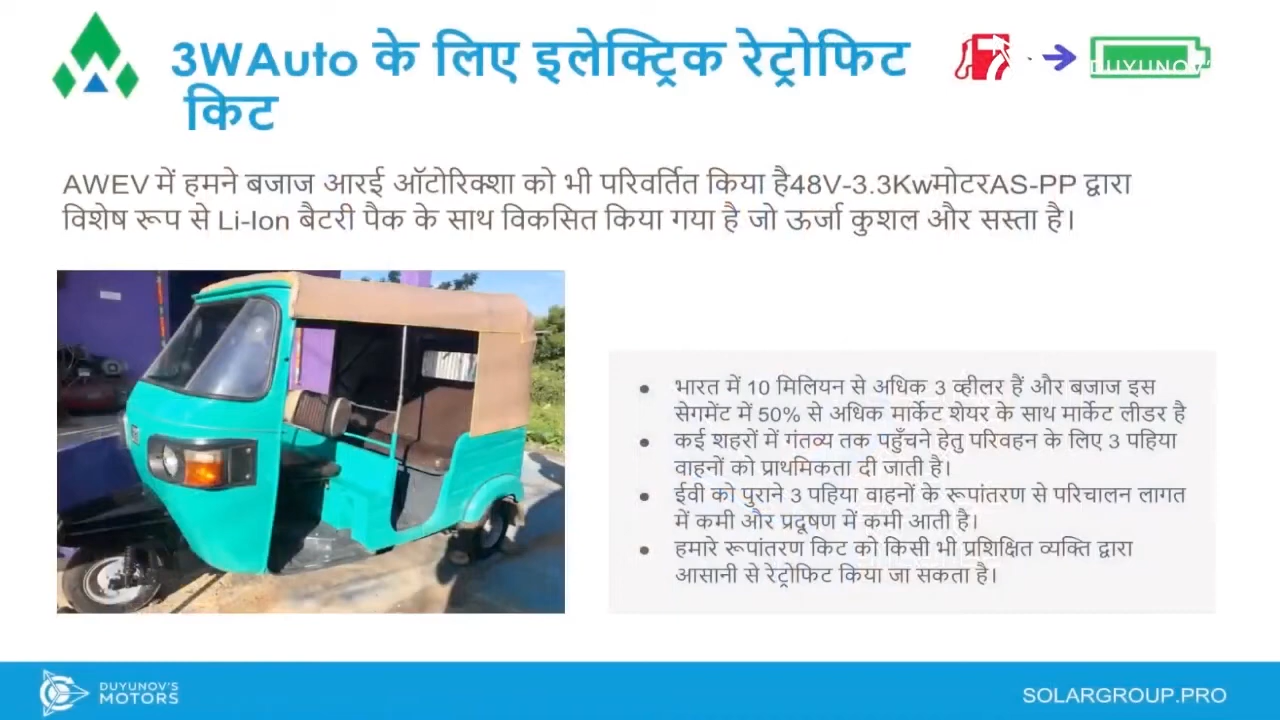 3WAuto के लिए इलेक्ट्रिक रेट्रोफिट
किट
DUYUNOV'S
AWEV में हमने बजाज आरई ऑटोरिक्शा को भी परिवर्तित किया है48V-3.3KwमोटरAS-PP द्वारा
विशेष रूप से Li-Ion बैटरी पैक के साथ विकसित किया गया है जो ऊर्जा कुशल और सस्ता है।
• भारत में 10 मिलियन से अधिक 3 व्हीलर हैं और बजाज इस
सेगमेंट में 50% से अधिक मार्केट शेयर के साथ मार्केट लीडर है
• कई शहरों में गंतव्य तक पहुँचने हेतु परिवहन के लिए 3 पहिया
वाहनों को प्राथमिकता दी जाती है।
• ईवी को पुराने 3 पहिया वाहनों के रूपांतरण से परिचालन लागत
में कमी और प्रदूषण में कमी आती है।
• हमारे रूपांतरण किट को किसी भी प्रशिक्षित व्यक्ति द्वारा
आसानी से रेट्रोफिट किया जा सकता है।
DUYUNOV'S
MOTORS
SOLARGROUP.PRO